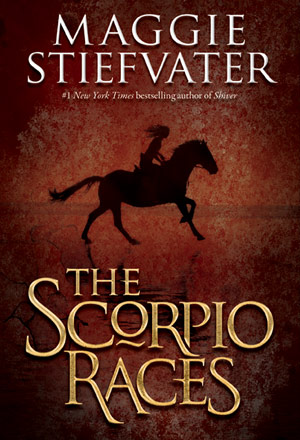 MAGGIE
STIEFVATER
#1 New York Times bestselling author of Shiver
THE
SCORPIO
RACES